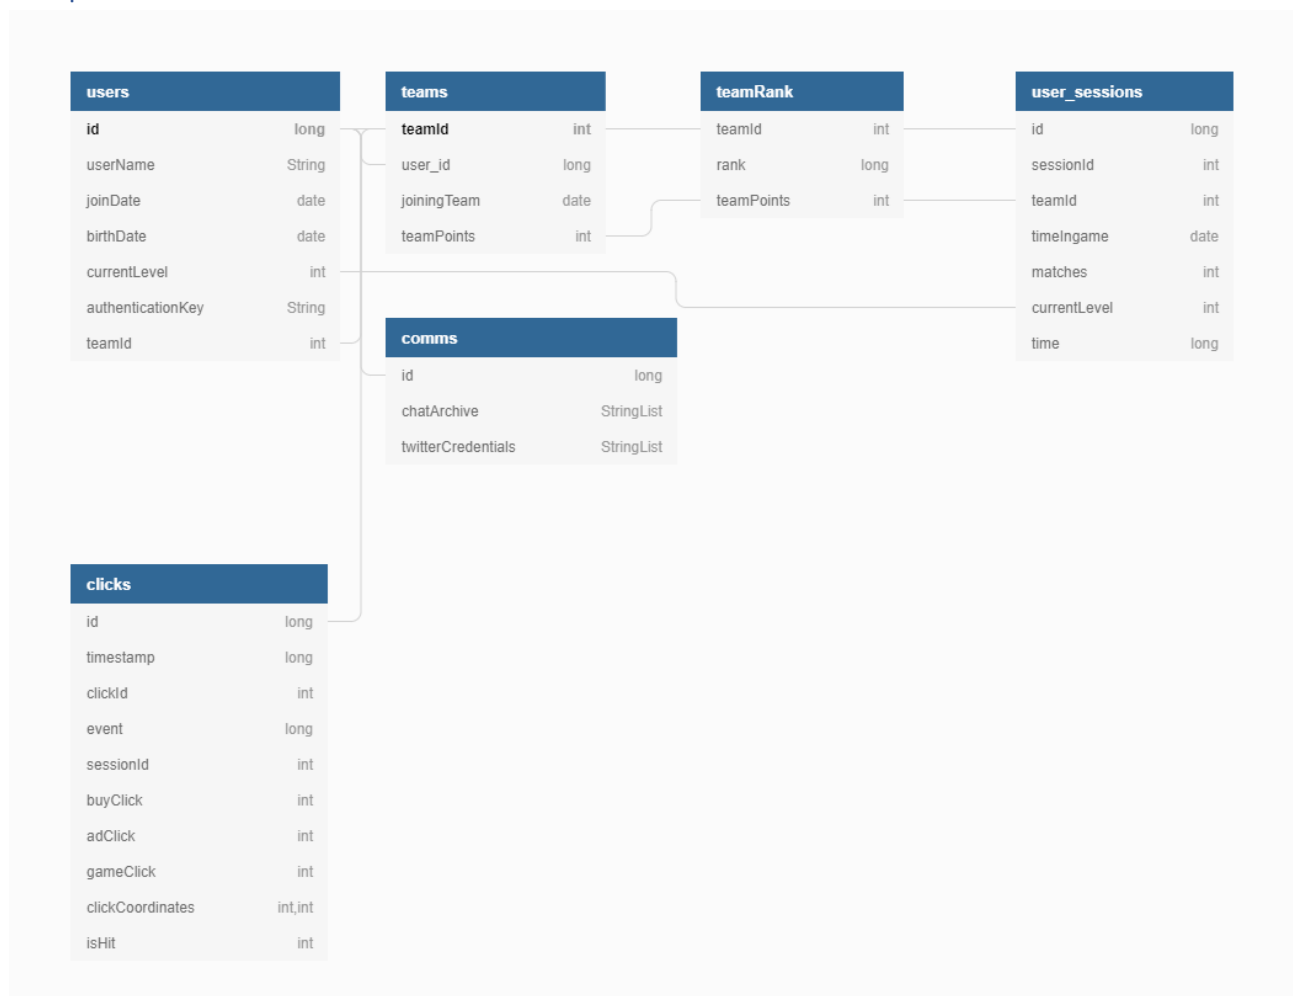 users
id long
userName String
joinDate date
birthDate date
currentLevel int
authenticationKey String
teamId int
teams
teamId int
user_id long
joiningTeam date
teamPoints int
teamRank
teamId int
rank long
teamPoints int
user_sessions
id long
sessionId int
teamId int
timeIngame date
matches int
currentLevel int
time long
comms
id long
chatArchive StringList
twitterCredentials StringList
clicks
id long
timestamp long
clickId int
event long
sessionId int
buyClick int
adClick int
gameClick int
clickCoordinates int,int
isHit int